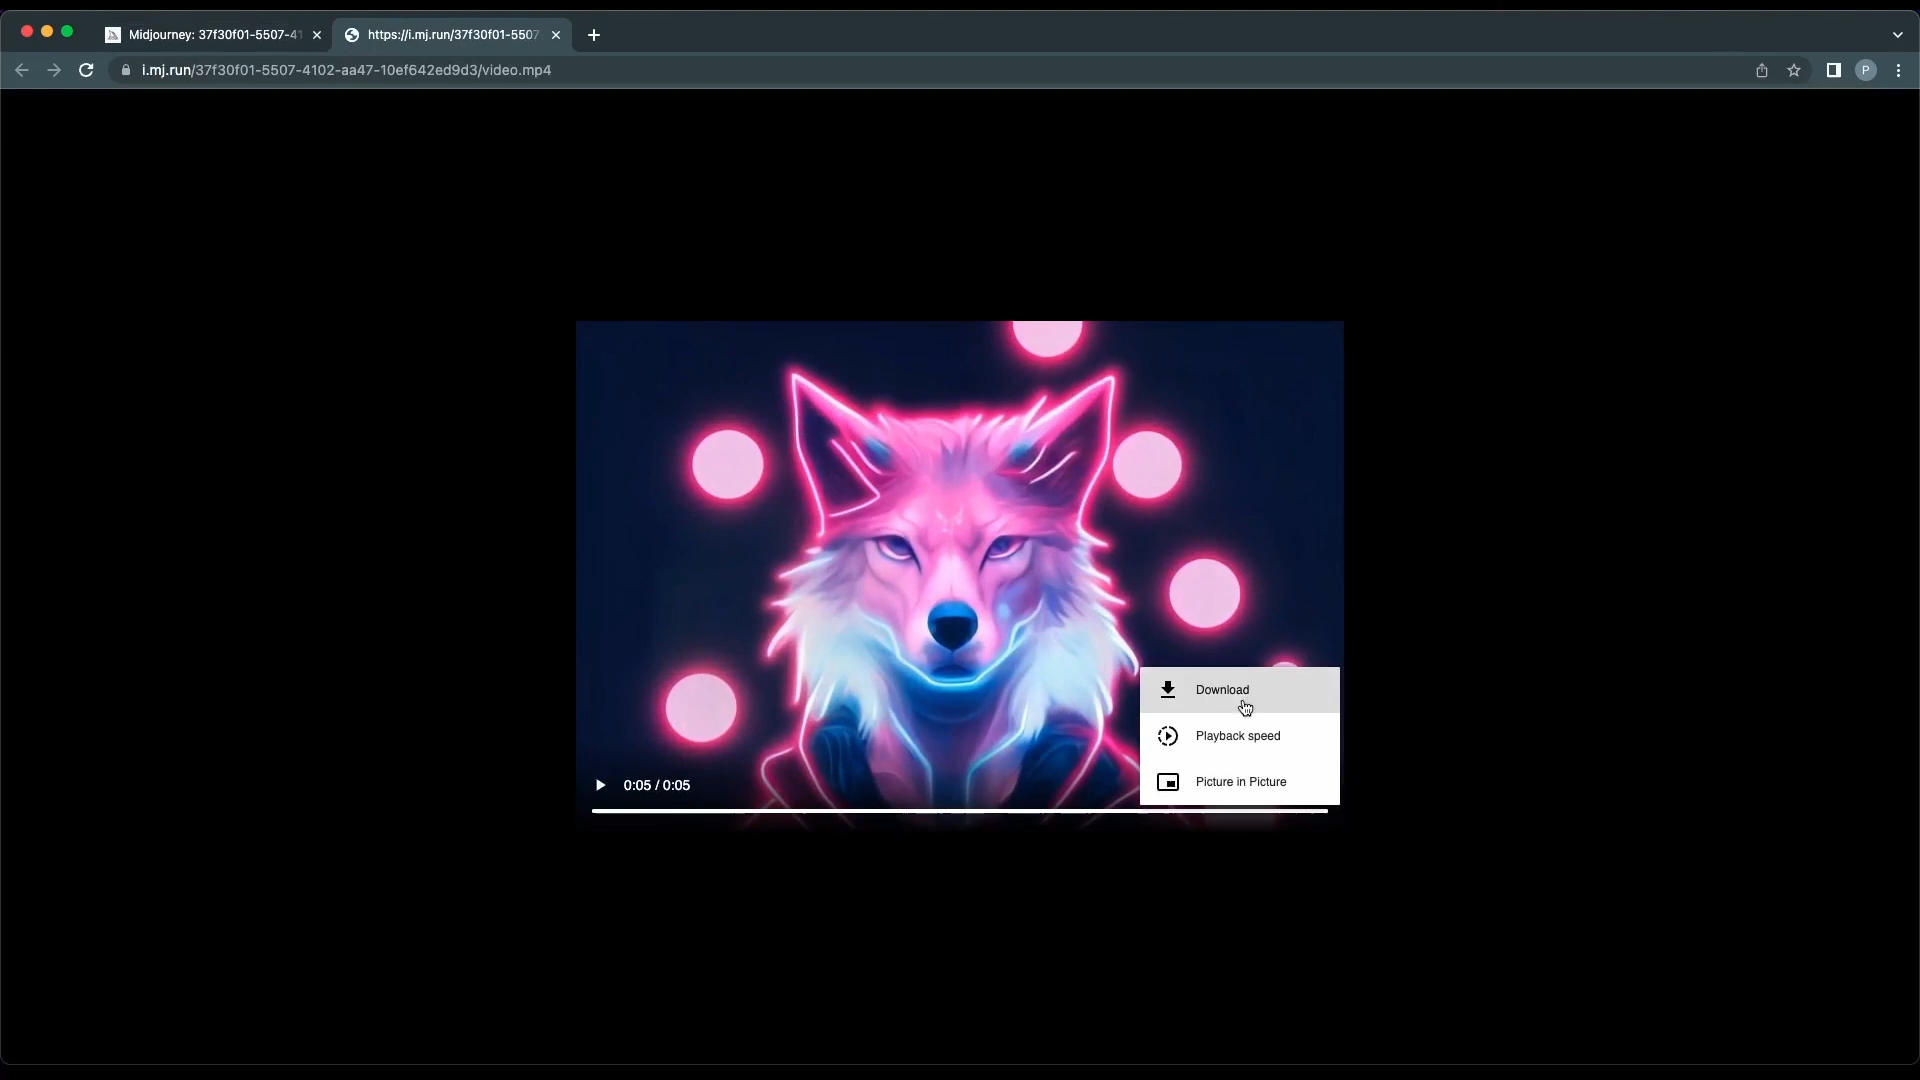 Midjourney: 37f30f01-5507-41
https://i.mj.run/37f30f01-5507
i.mj.run/37f30f01-5507-4102-aa47-10ef642ed9d3/video.mp4
P
Download
Playback speed
Picture in Picture
0:05 / 0:05